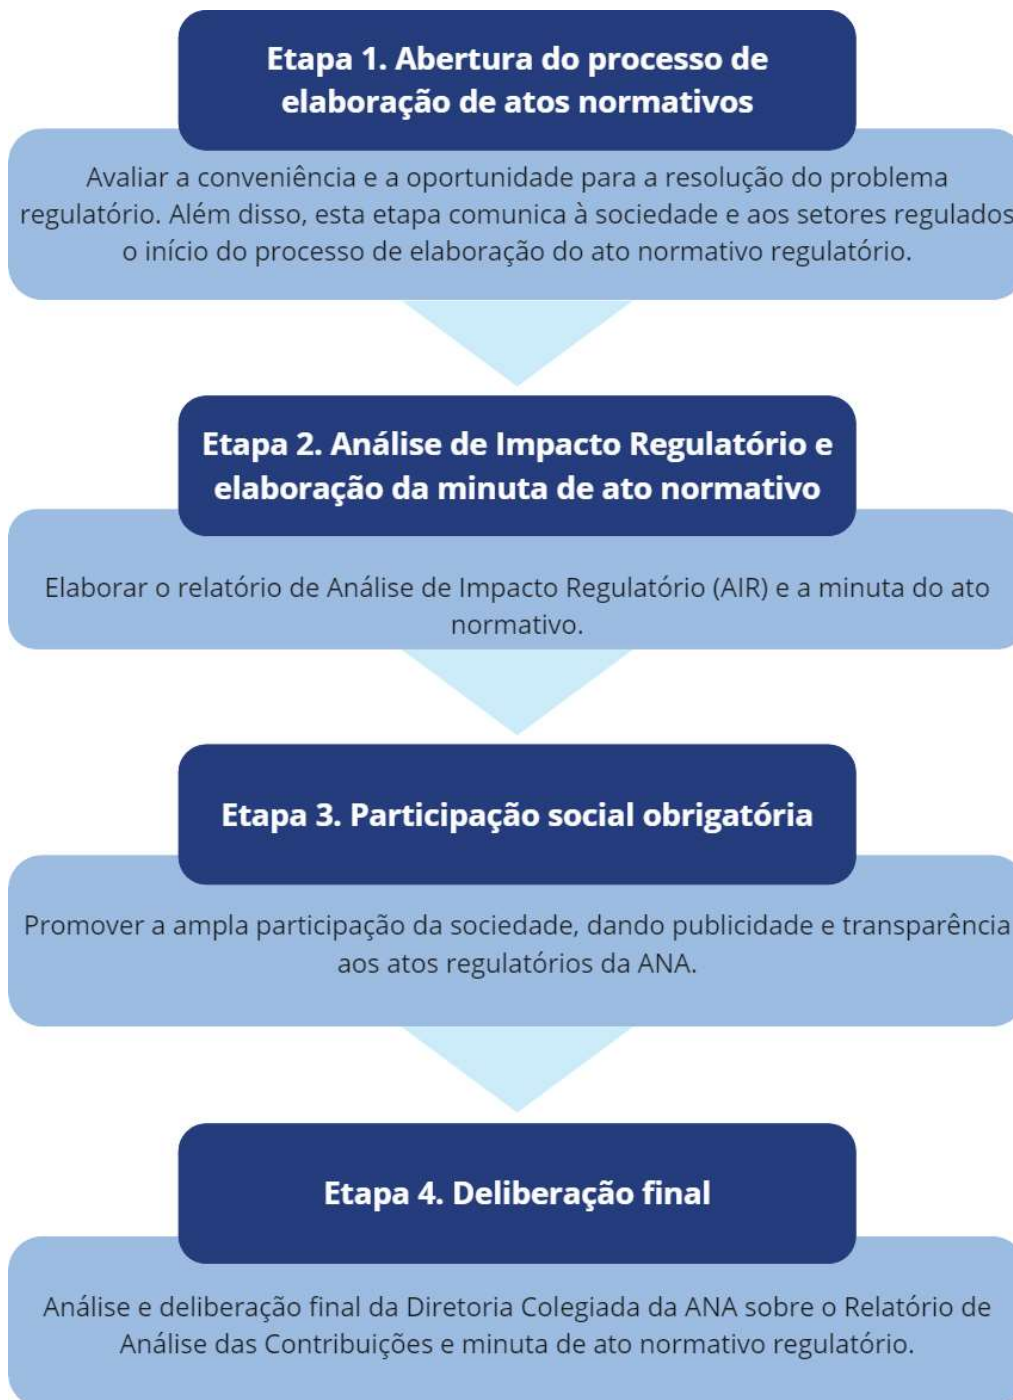 Etapa 1. Abertura do processo de
elaboração de atos normativos
Avaliar a conveniência e a oportunidade para a resolução do problema
regulatório. Além disso, esta etapa comunica à sociedade e aos setores regulados
o início do processo de elaboração do ato normativo regulatório.
Etapa 2. Análise de Impacto Regulatório e
elaboração da minuta de ato normativo
Elaborar o relatório de Análise de Impacto Regulatório (AIR) e a minuta do ato
normativo.
Etapa 3. Participação social obrigatória
Promover a ampla participação da sociedade, dando publicidade e transparência
aos atos regulatórios da ANA.
Etapa 4. Deliberação final
Análise e deliberação final da Diretoria Colegiada da ANA sobre o Relatório de
Análise das Contribuições e minuta de ato normativo regulatório.